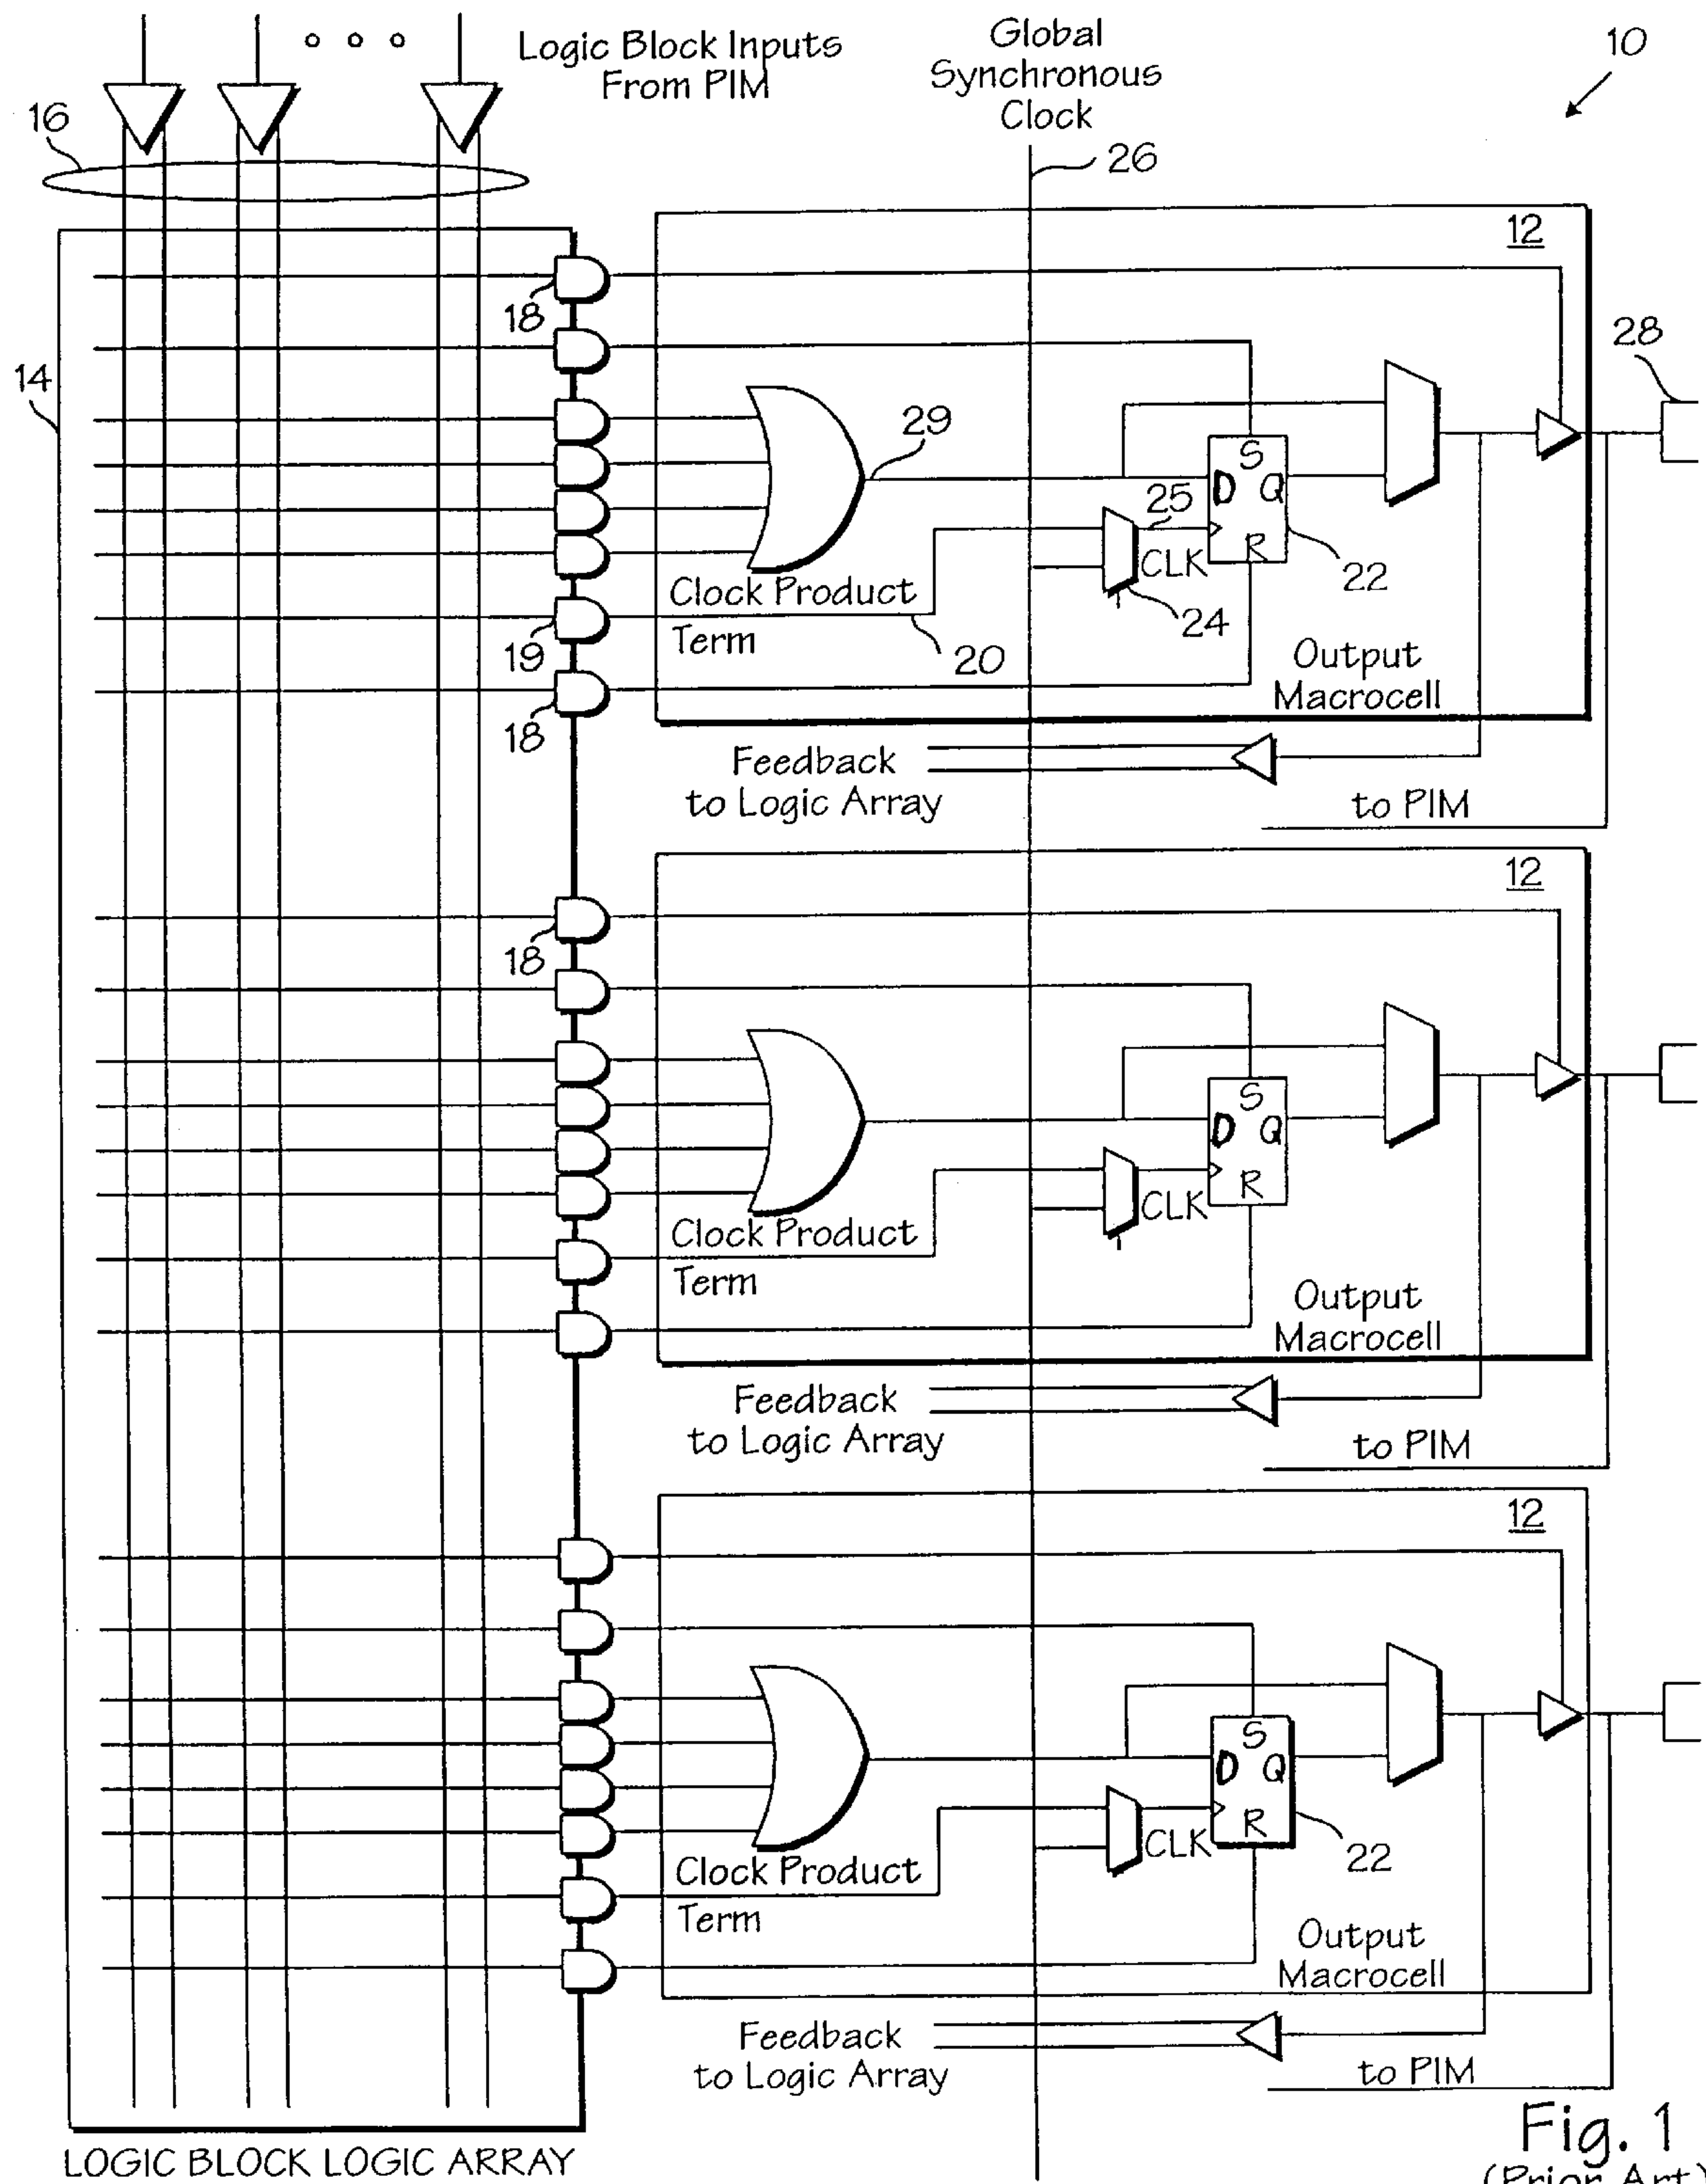 Logic Block Inputs
From PIM
Global
Synchronous
Clock
10
16
26
12
18
14
28
29
S
D Q
25
CLK
R
22
24
Clock Product
Term
19
20
18
Output
Macrocell
Feedback
to Logic Array
to PIM
12
18
S
D Q
R
CLK
Clock Product
Term
Output
Macrocell
Feedback
to Logic Array
to PIM
12
S
D Q
R
CLK
22
Clock Product
Term
Output
Macrocell
Feedback
to Logic Array
to PIM
LOGIC BLOCK LOGIC ARRAY
Fig. 1
(Prior Art)